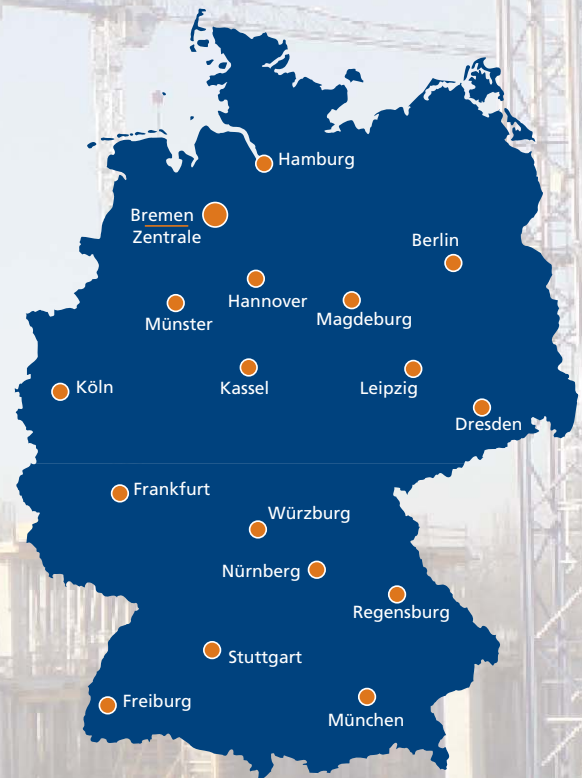 Hamburg
Bremen
Zentrale
Berlin
Hannover
Magdeburg
Münster
Köln
Kassel
Leipzig
Dresden
Frankfurt
Würzburg
Nürnberg
Regensburg
Stuttgart
Freiburg
München